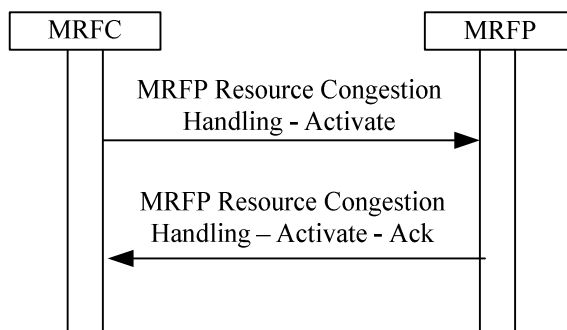 MRFC
MRFP
MRFP Resource Congestion
Handling - Activate
MRFP Resource Congestion
Handling – Activate - Ack